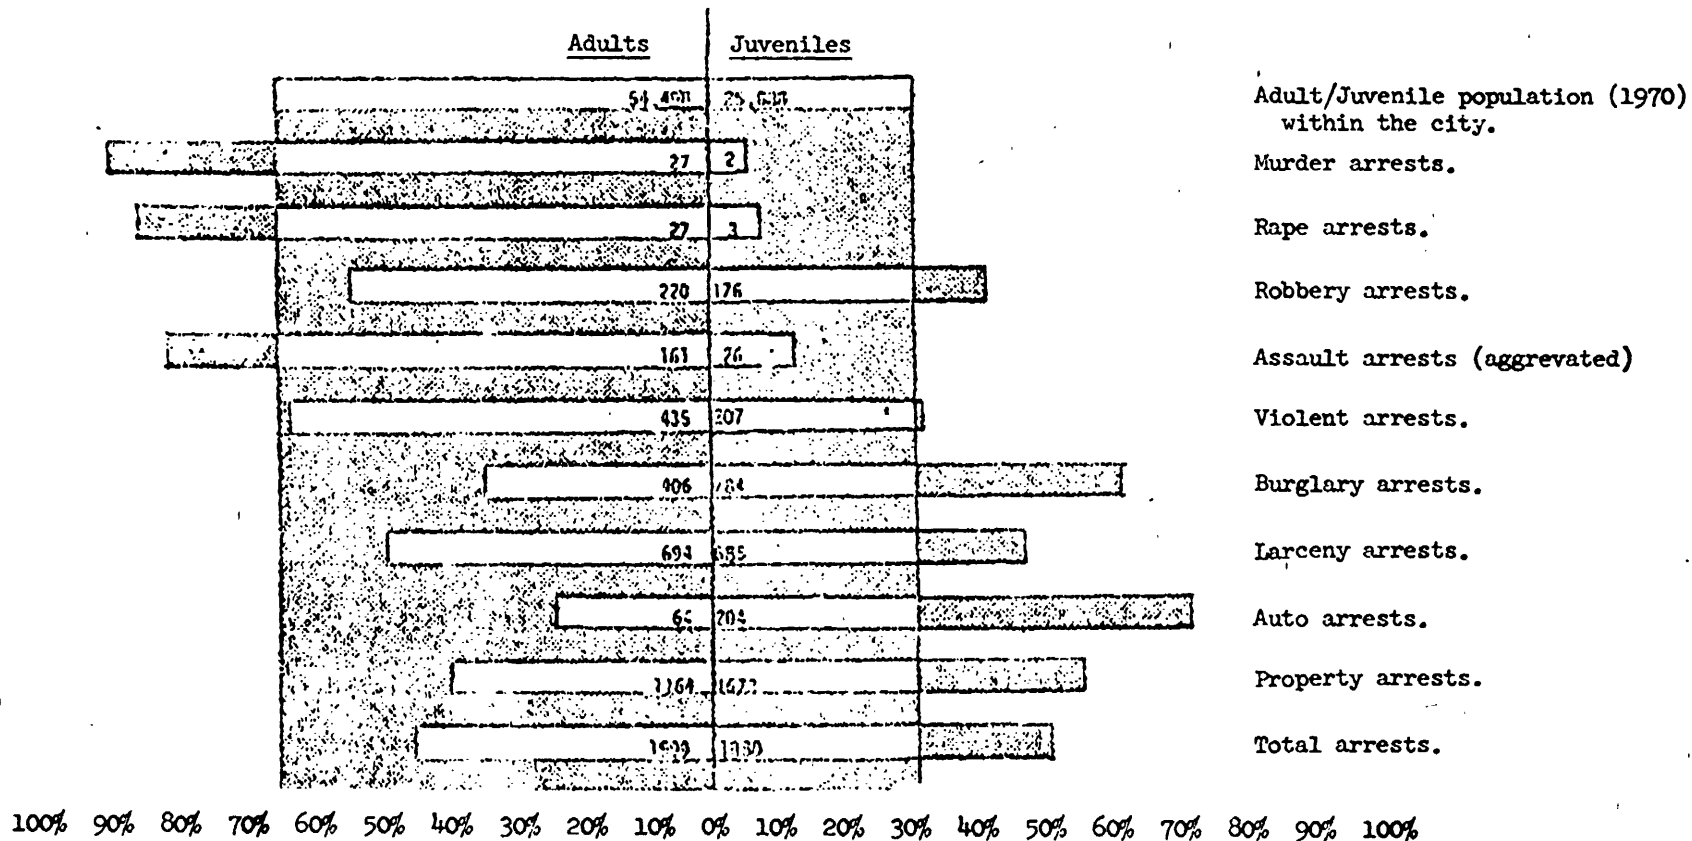 Adults Juveniles
Adult/Juvenile population (1970)
within the city.
27 2 Murder arrests.
27 3 Rape arrests.
220 176 Robbery arrests.
26 Assault arrests (aggrevated)
435 Violent arrests.
Burglary arrests.
Larceny arrests.
Auto arrests.
Property arrests.
Total arrests.
100% 90% 80% 70% 60% 50% 40% 30% 20% 10% 0% 10% 20% 30% 40% 50% 60% 70% 80% 90% 100%